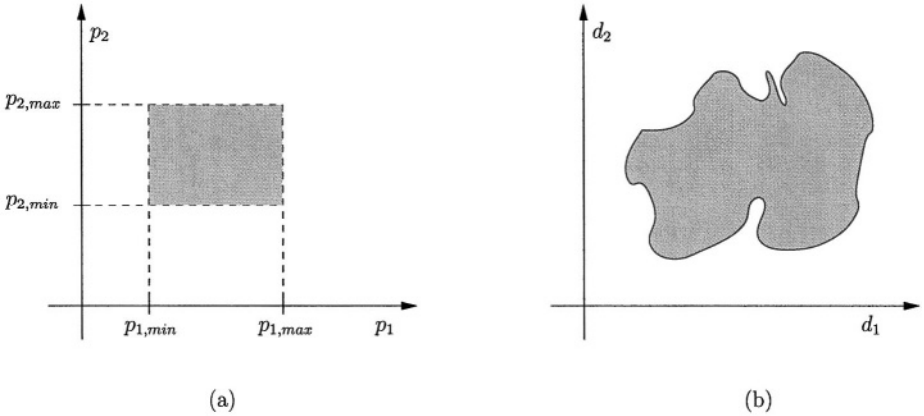 p₂
d₂
p₂,max
p₂,min
p₁,min p₁,max p₁
d₁
(a)
(b)